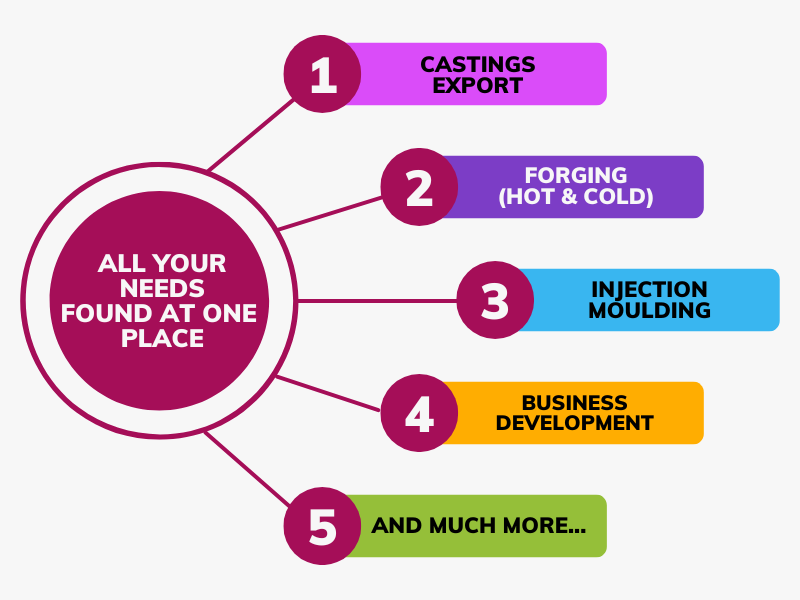 ALL YOUR
NEEDS
FOUND AT ONE
PLACE
1
CASTINGS
EXPORT
2
FORGING
(HOT & COLD)
3
INJECTION
MOULDING
4
BUSINESS
DEVELOPMENT
5
AND MUCH MORE...